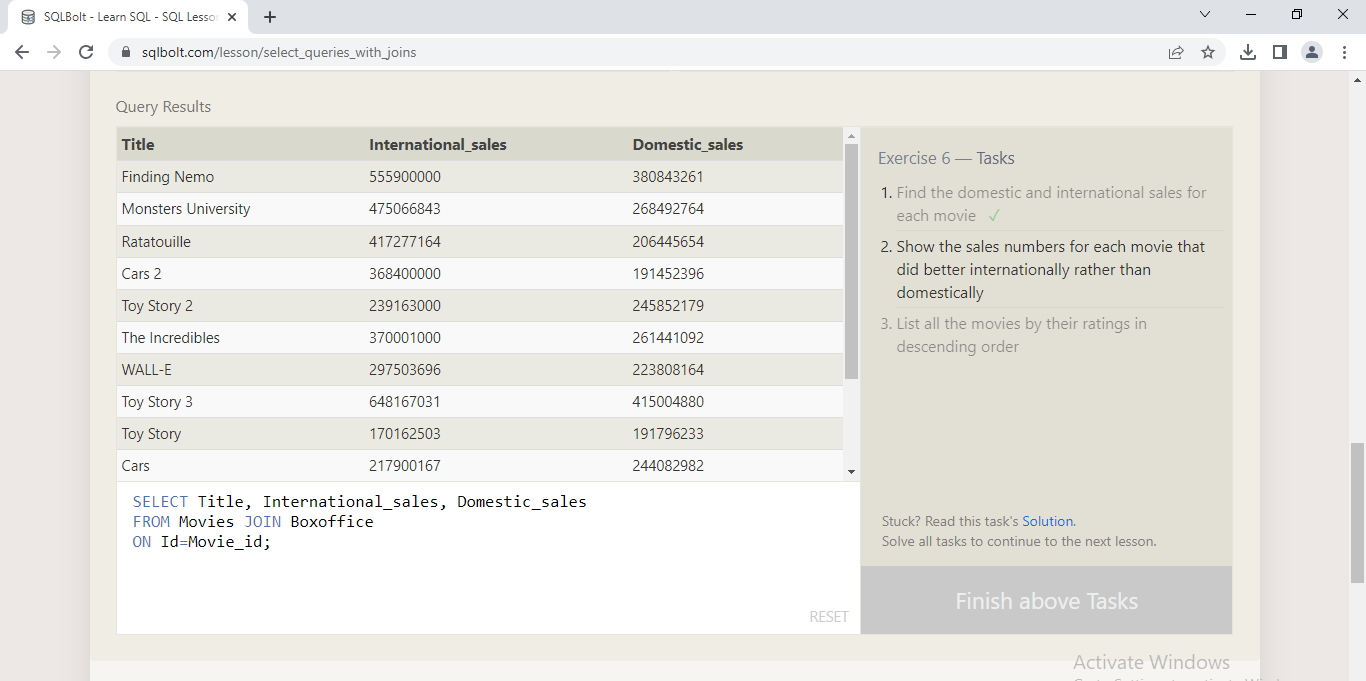 SQLBolt - Learn SQL - SQL Lesson
sqlbolt.com/lesson/select_queries_with_joins
Query Results
Title International_sales Domestic_sales
Finding Nemo 555900000 380843261
Monsters University 475066843 268492764
Ratatouille 417277164 206445654
Cars 2 368400000 191452396
Toy Story 2 239163000 245852179
The Incredibles 370001000 261441092
WALL-E 297503696 223808164
Toy Story 3 648167031 415004880
Toy Story 170162503 191796233
Cars 217900167 244082982
SELECT Title, International_sales, Domestic_sales
FROM Movies JOIN Boxoffice
ON Id=Movie_id;
RESET
Exercise 6 — Tasks
1. Find the domestic and international sales for
each movie ✓
2. Show the sales numbers for each movie that
did better internationally rather than
domestically
3. List all the movies by their ratings in
descending order
Stuck? Read this task's Solution.
Solve all tasks to continue to the next lesson.
Finish above Tasks
Activate Windows